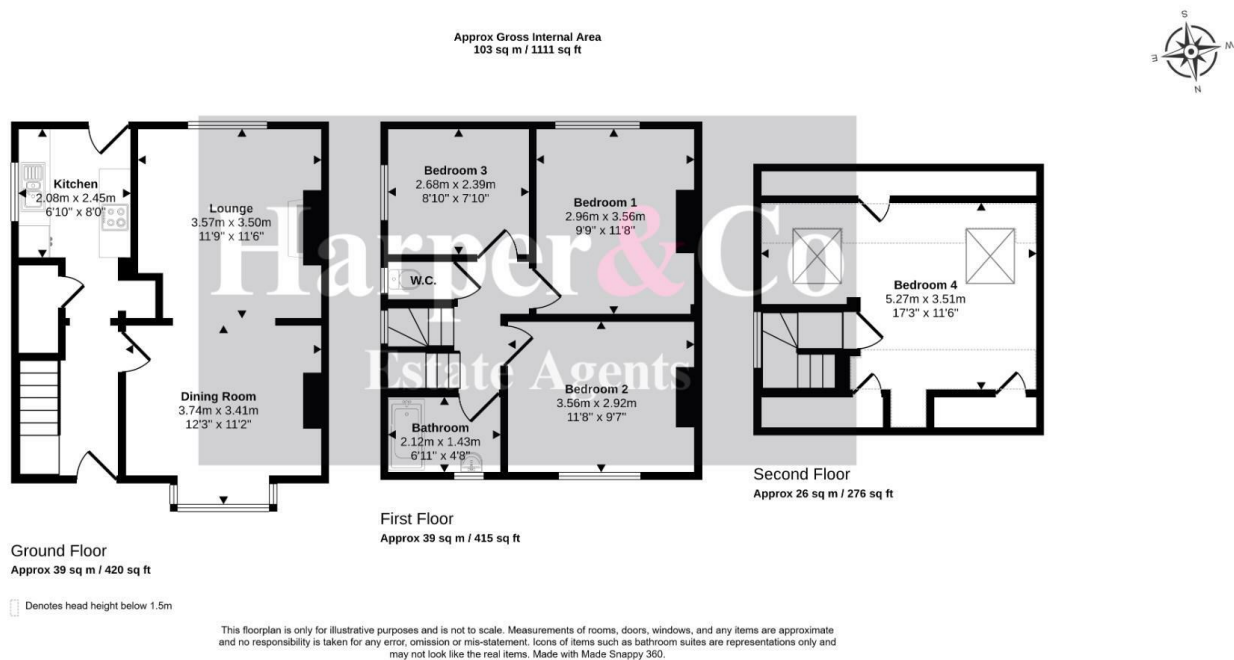 Approx Gross Internal Area
103 sq m / 1111 sq ft
S
W
E
N
Kitchen
2.08m x 2.45m
6'10" x 8'0"
Lounge
3.57m x 3.50m
11'9" x 11'6"
Dining Room
3.74m x 3.41m
12'3" x 11'2"
Bedroom 3
2.68m x 2.39m
8'10" x 7'10"
Bedroom 1
2.96m x 3.56m
9'9" x 11'8"
W.C.
Bedroom 2
3.56m x 2.92m
11'8" x 9'7"
Bathroom
2.12m x 1.43m
6'11" x 4'8"
Bedroom 4
5.27m x 3.51m
17'3" x 11'6"
Harper&Co
Estate Agents
Ground Floor
Approx 39 sq m / 420 sq ft
First Floor
Approx 39 sq m / 415 sq ft
Second Floor
Approx 26 sq m / 276 sq ft
Denotes head height below 1.5m
This floorplan is only for illustrative purposes and is not to scale. Measurements of rooms, doors, windows, and any items are approximate
and no responsibility is taken for any error, omission or mis-statement. Icons of items such as bathroom suites are representations only and
may not look like the real items. Made with Made Snappy 360.